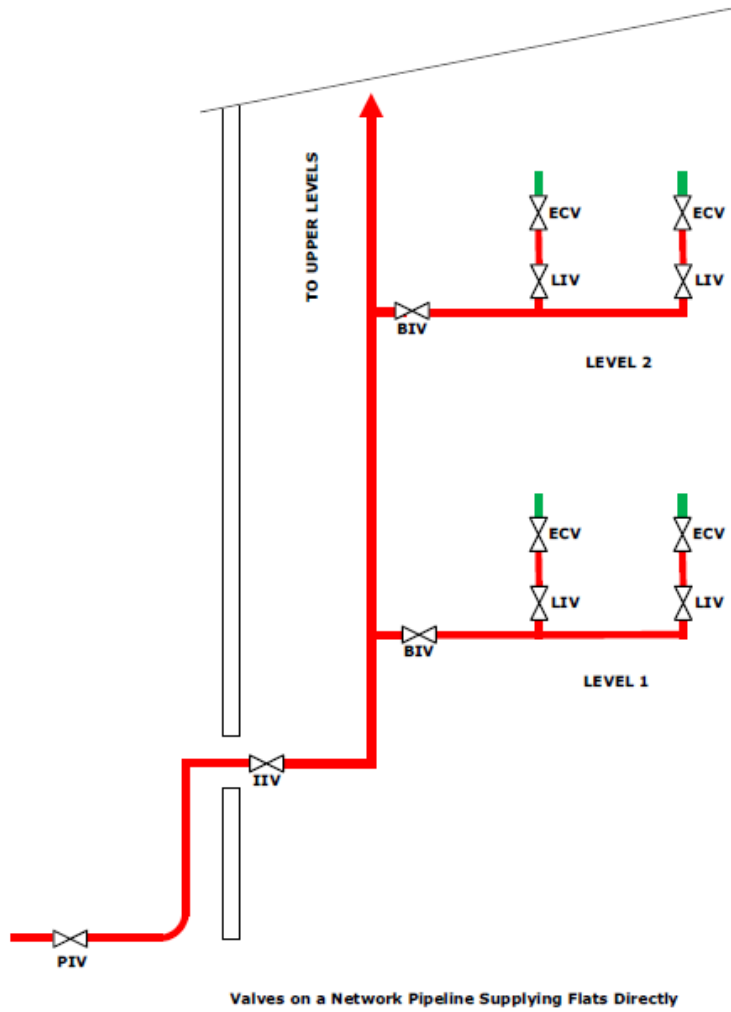 TO UPPER LEVELS
ECV
ECV
LIV
LIV
BIV
LEVEL 2
ECV
ECV
LIV
LIV
BIV
LEVEL 1
IIV
PIV
Valves on a Network Pipeline Supplying Flats Directly